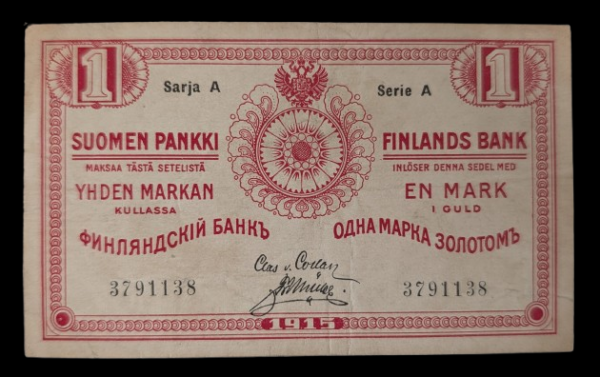 1 1
Sarja A Serie A
SUOMEN PANKKI FINLANDS BANK
MAKSAA TÄSTÄ SETELISTÄ INLÖSER DENNA SEDEL MED
YHDEN MARKAN EN MARK
KULLASSA I GULD
ФИНЛЯНДСКІЙ БАНКЪ ОДНА МАРКА ЗОЛОТОМЪ
Clas v. Collan
3791138 3791138
1915